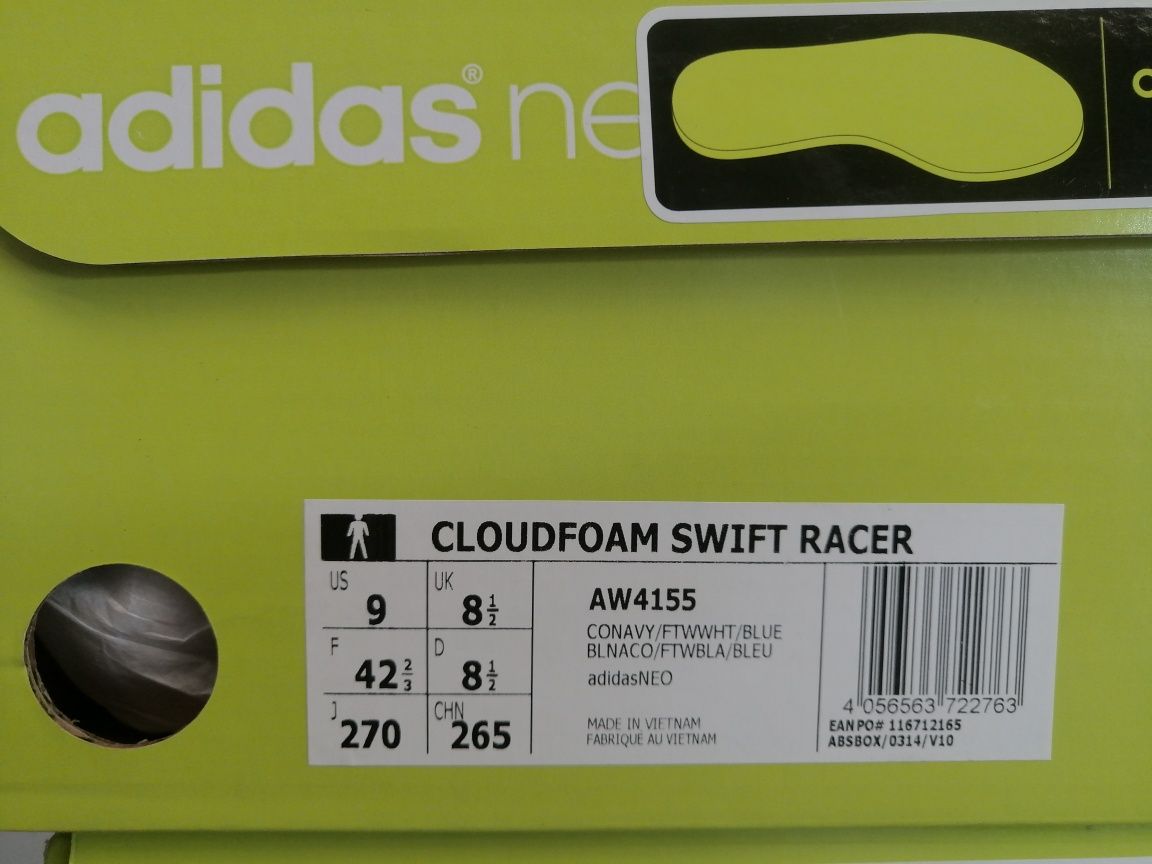 adidas® ne
CLOUDFOAM SWIFT RACER
US
9
UK
8 1/2
F
42 2/3
D
8 1/2
J
270
CHN
265
AW4155
CONAVY/FTWWHT/BLUE
BLNACO/FTWBLA/BLEU
adidasNEO
MADE IN VIETNAM
FABRIQUE AU VIETNAM
4 056563 722763
EAN PO# 116712165
ABSBOX/0314/V10